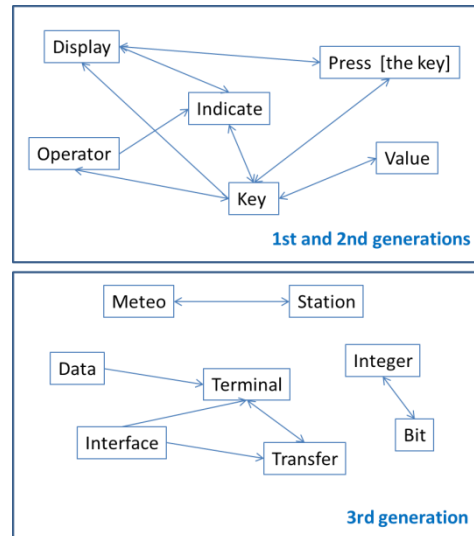 Display
Press [the key]
Indicate
Operator
Value
Key
1st and 2nd generations
Meteo
Station
Data
Integer
Terminal
Interface
Bit
Transfer
3rd generation